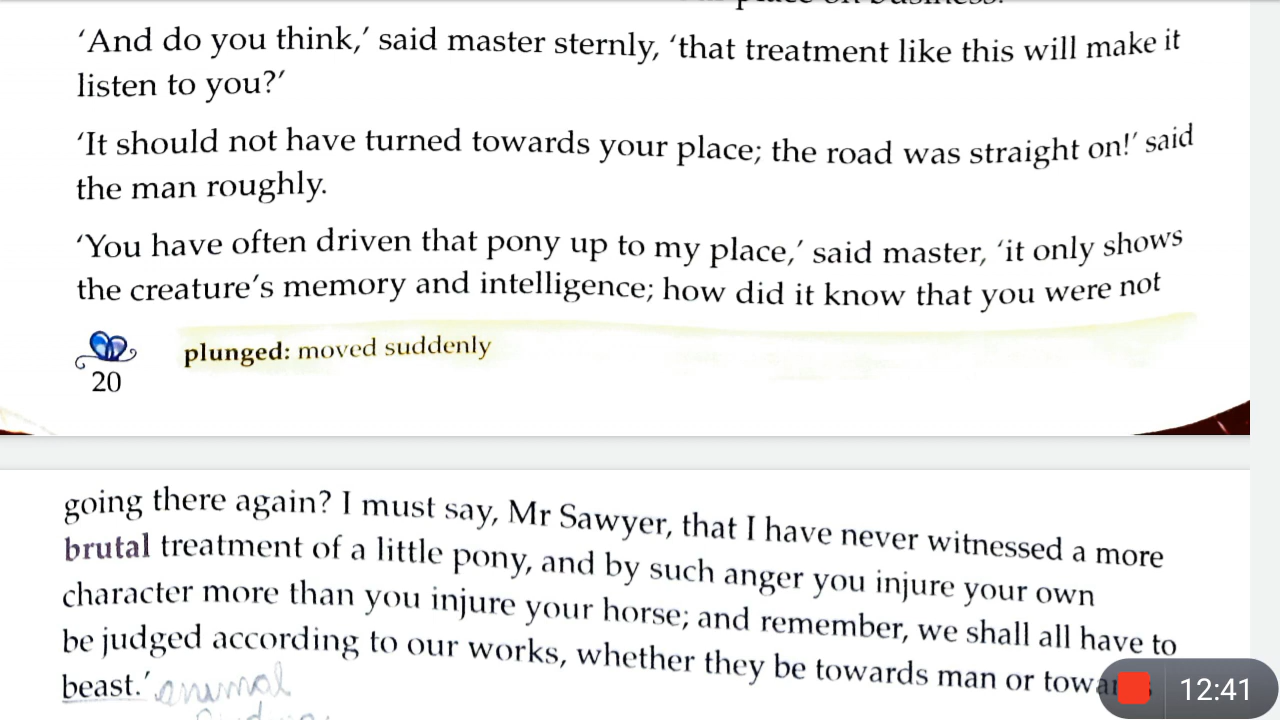 place on business.
‘And do you think,’ said master sternly, ‘that treatment like this will make it
listen to you?’
‘It should not have turned towards your place; the road was straight on!’ said
the man roughly.
‘You have often driven that pony up to my place,’ said master, ‘it only shows
the creature’s memory and intelligence; how did it know that you were not
plunged: moved suddenly
20
going there again? I must say, Mr Sawyer, that I have never witnessed a more
brutal treatment of a little pony, and by such anger you injure your own
character more than you injure your horse; and remember, we shall all have to
be judged according to our works, whether they be towards man or towards
beast.’ animal
12:41